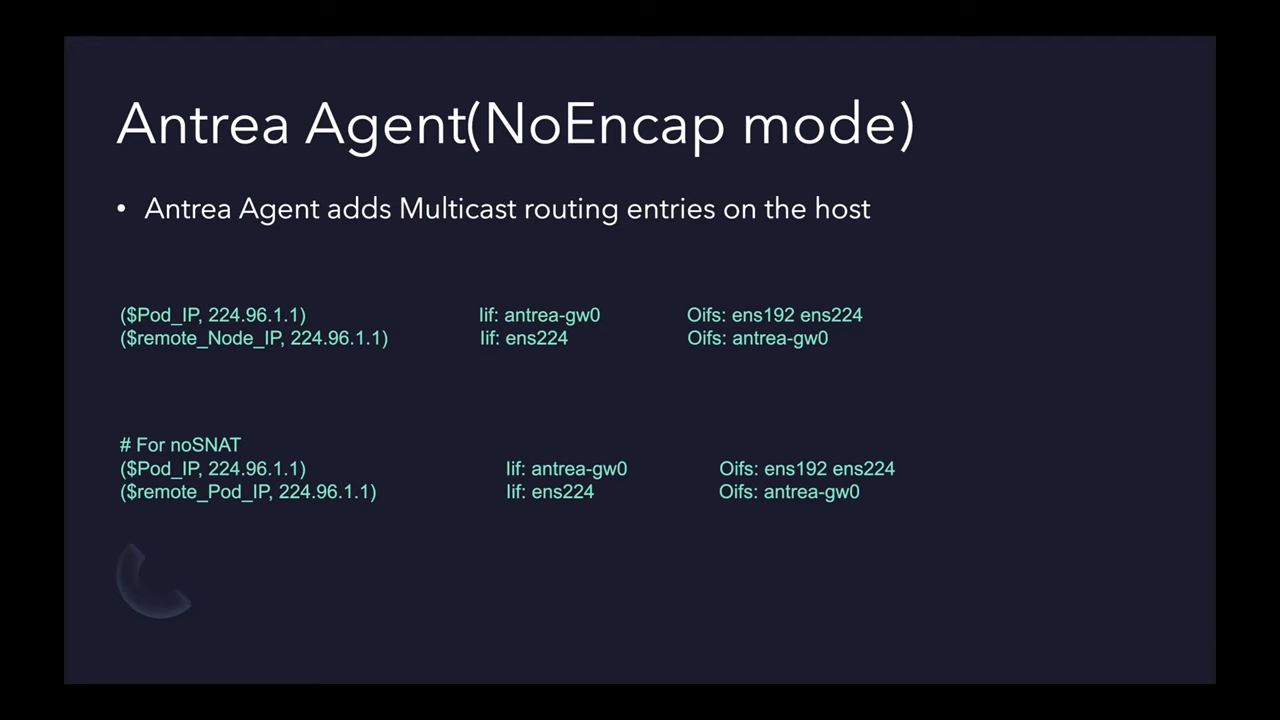 Antrea Agent(NoEncap mode)
• Antrea Agent adds Multicast routing entries on the host
($Pod_IP, 224.96.1.1) Iif: antrea-gw0 Oifs: ens192 ens224
($remote_Node_IP, 224.96.1.1) Iif: ens224 Oifs: antrea-gw0
# For noSNAT
($Pod_IP, 224.96.1.1) Iif: antrea-gw0 Oifs: ens192 ens224
($remote_Pod_IP, 224.96.1.1) Iif: ens224 Oifs: antrea-gw0